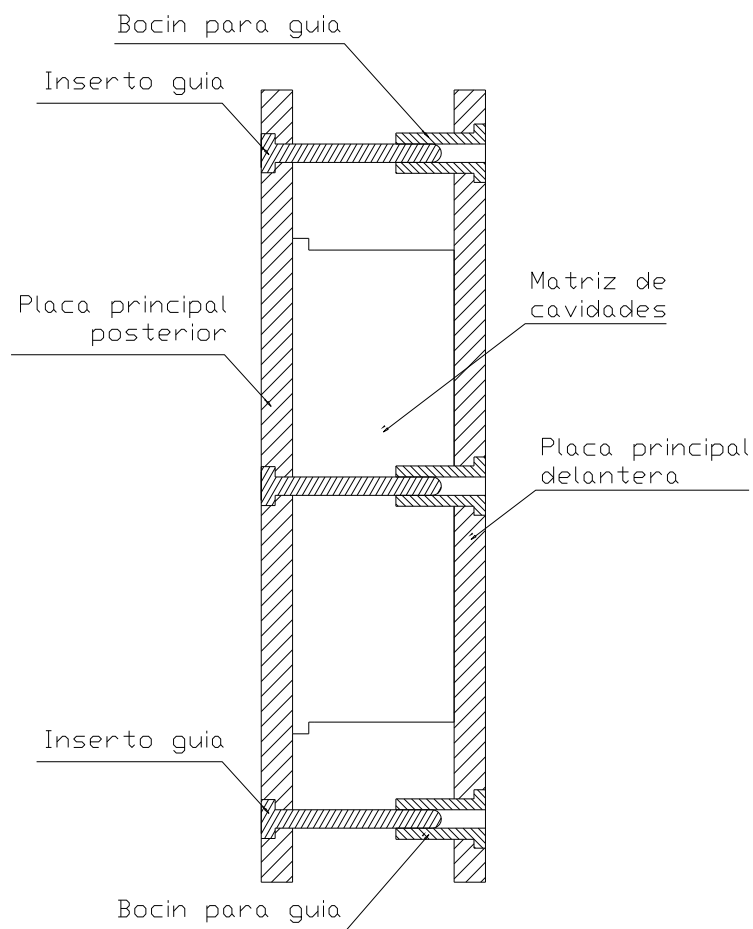 Bocin para guia
Inserto guia
Placa principal
posterior
Matriz de
cavidades
Placa principal
delantera
Inserto guia
Bocin para guia